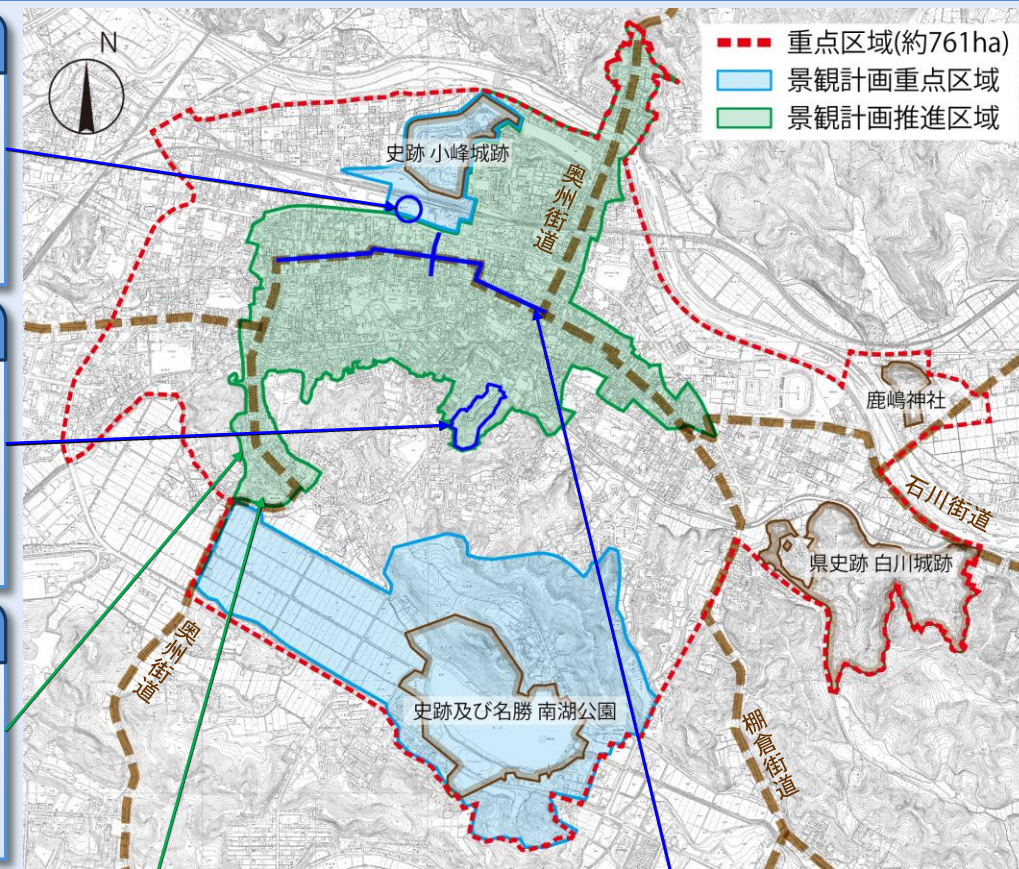 N
重点区域(約761ha)
景観計画重点区域
景観計画推進区域
史跡 小峰城跡
奥州街道
鹿嶋神社
石川街道
県史跡 白川城跡
奥州街道
史跡及び名勝 南湖公園
棚倉街道